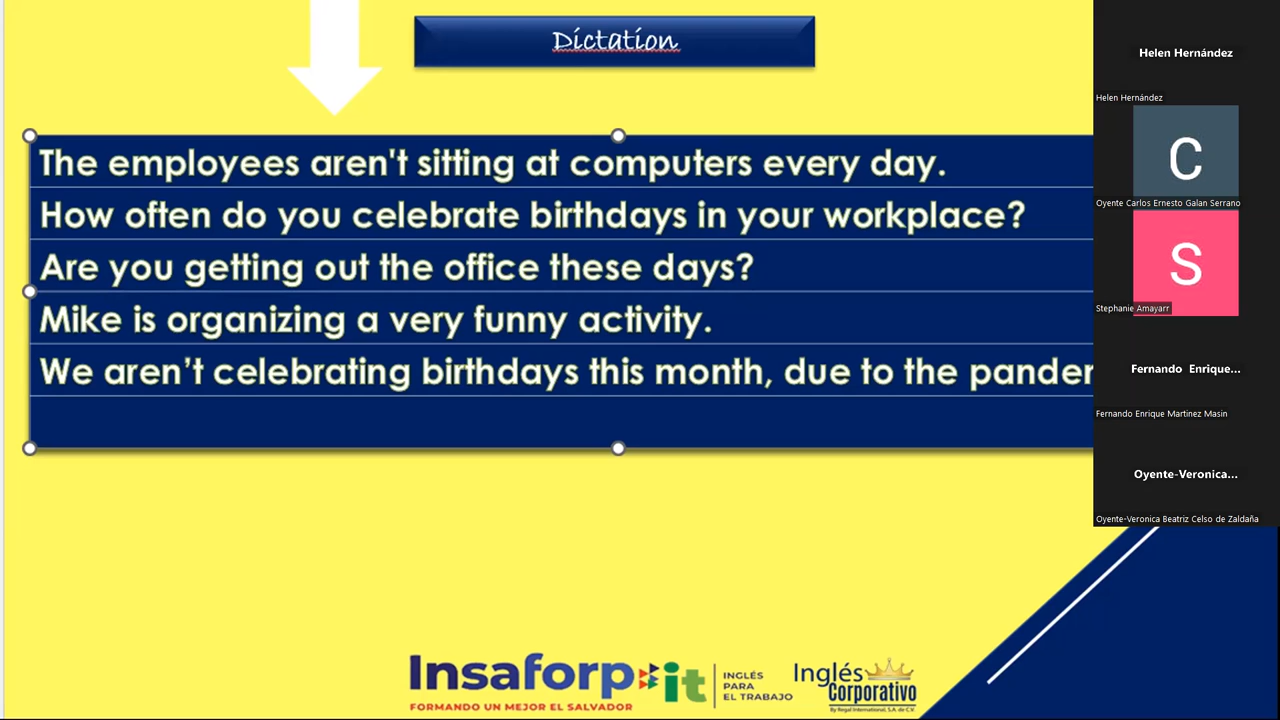 Dictation
The employees aren't sitting at computers every day.
How often do you celebrate birthdays in your workplace?
Are you getting out the office these days?
Mike is organizing a very funny activity.
We aren’t celebrating birthdays this month, due to the
Helen Hernández
Helen Hernández
C
Oyente Carlos Ernesto Galan Serrano
S
Stephanie Amayarr
Fernando Enrique...
Fernando Enrique Martinez Masin
Oyente-Veronica...
Oyente-Veronica Beatriz Celso de Zaldaña
Insaforp it
FORMANDO UN MEJOR EL SALVADOR
INGLÉS
PARA
EL TRABAJO
Inglés
Corporativo
By Regal International, S.A. de C.V.